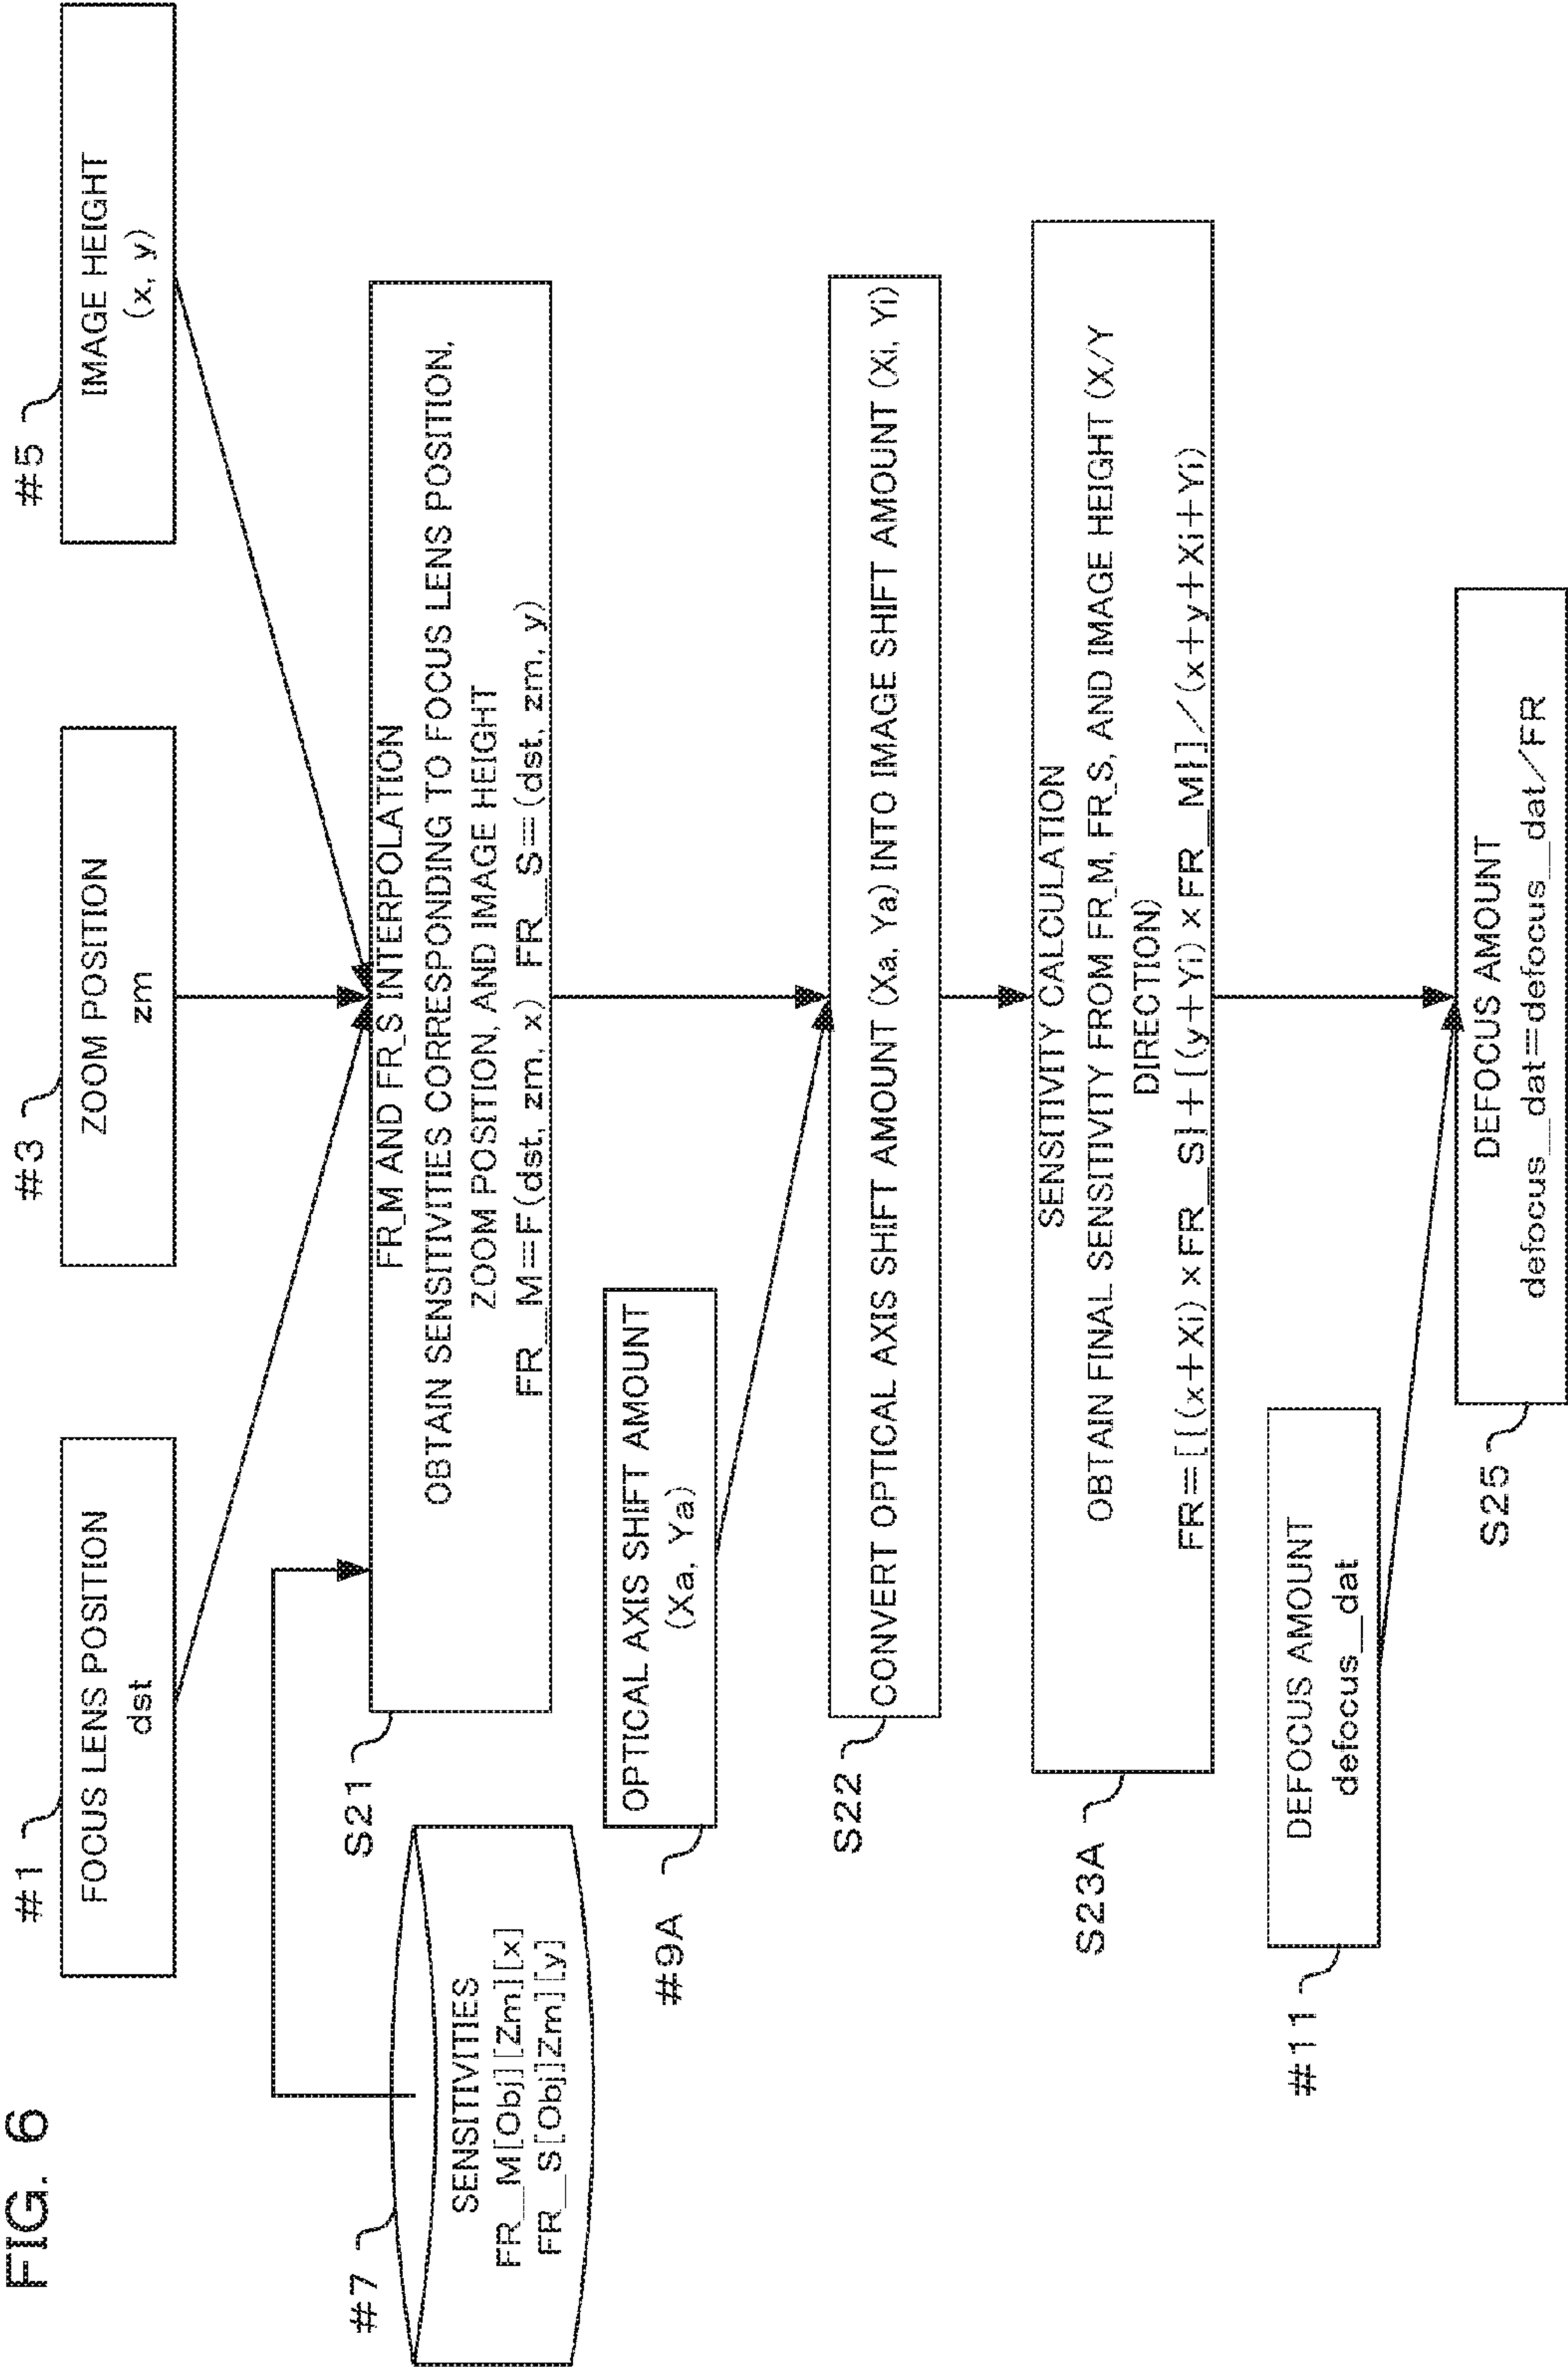 FIG. 6
#1
FOCUS LENS POSITION
dst
#3
ZOOM POSITION
zm
#5
IMAGE HEIGHT
(x, y)
#7
SENSITIVITIES
FR_M[Obj][Zm][x]
FR_S[Obj]Zm][y]
S21
FR_M AND FR_S INTERPOLATION
OBTAIN SENSITIVITIES CORRESPONDING TO FOCUS LENS POSITION,
ZOOM POSITION, AND IMAGE HEIGHT
FR_M=F(dst, zm, x) FR_S=(dst, zm, y)
#9A
OPTICAL AXIS SHIFT AMOUNT
(Xa, Ya)
S22
CONVERT OPTICAL AXIS SHIFT AMOUNT (Xa, Ya) INTO IMAGE SHIFT AMOUNT (Xi, Yi)
S23A
SENSITIVITY CALCULATION
OBTAIN FINAL SENSITIVITY FROM FR_M, FR_S, AND IMAGE HEIGHT (X/Y
DIRECTION)
FR=[{(x+Xi)×FR_S}+{(y+Yi)×FR_M}]/(x+y+Xi+Yi)
#11
DEFOCUS AMOUNT
defocus_dat
S25
DEFOCUS AMOUNT
defocus_dat=defocus_dat/FR